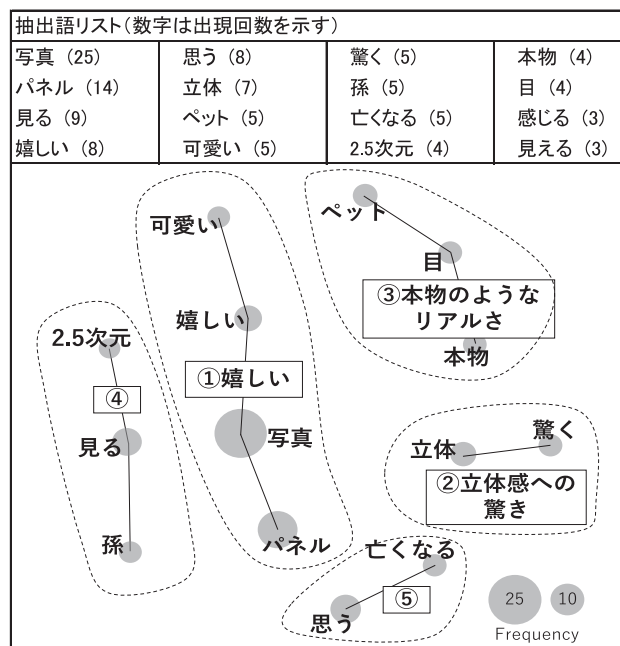 抽出語リスト(数字は出現回数を示す)
写真 (25) 思う (8) 驚く (5) 本物 (4)
パネル (14) 立体 (7) 孫 (5) 目 (4)
見る (9) ペット (5) 亡くなる (5) 感じる (3)
嬉しい (8) 可愛い (5) 2.5次元 (4) 見える (3)
ペット
可愛い
目
③本物のような
リアルさ
嬉しい
2.5次元
本物
①嬉しい
④
写真
見る
驚く
立体
②立体感への
驚き
パネル
孫
亡くなる
⑤
思う
25 10
Frequency